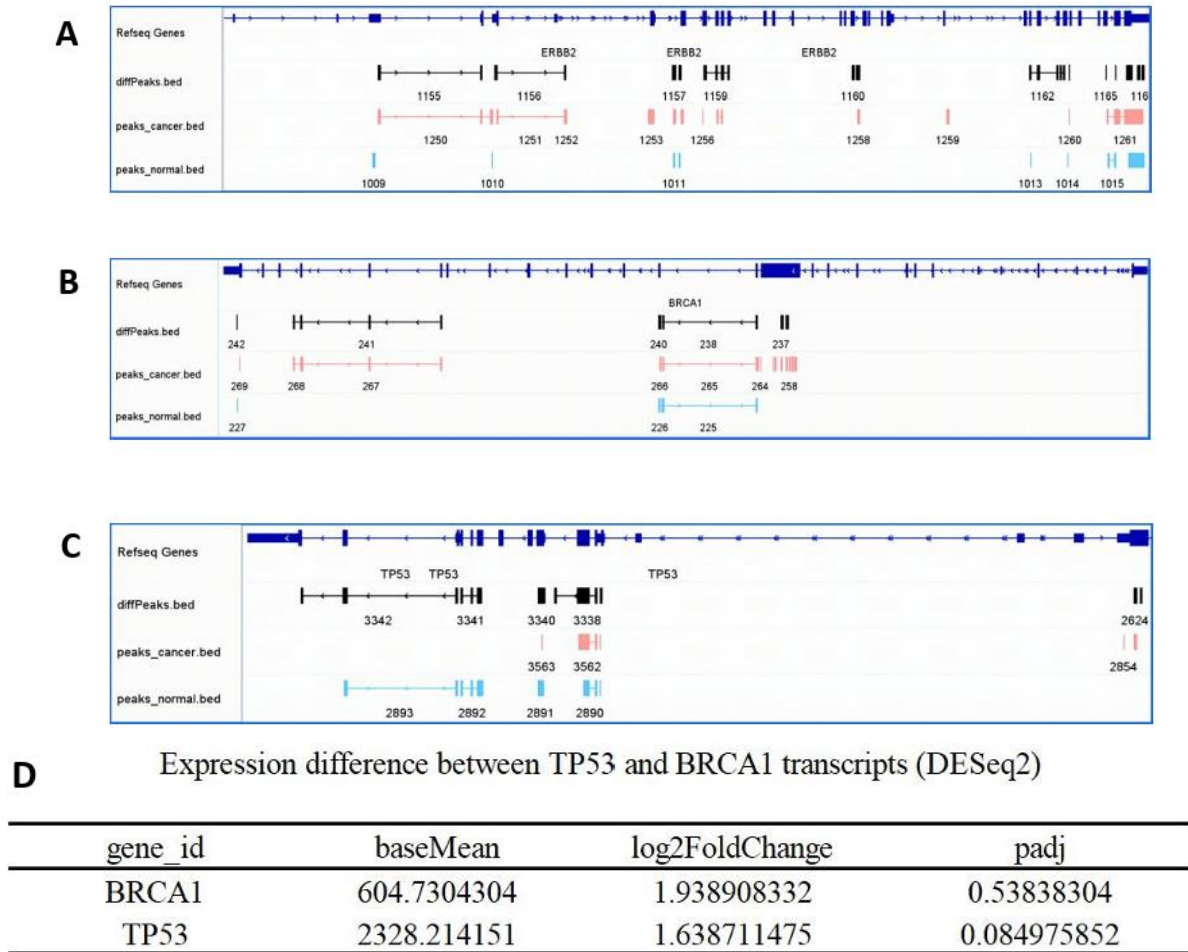 A
Refseq Genes
ERBB2 ERBB2 ERBB2
diffPeaks.bed
1155 1156 1157 1159 1160 1162 1165 116
peaks_cancer.bed
1250 1251 1252 1253 1256 1258 1259 1260 1261
peaks_normal.bed
1009 1010 1011 1013 1014 1015
B
Refseq Genes
BRCA1
diffPeaks.bed
242 241 240 238 237
peaks_cancer.bed
269 268 267 266 265 264 258
peaks_normal.bed
227 226 225
C
Refseq Genes
TP53 TP53 TP53
diffPeaks.bed
3342 3341 3340 3338 2624
peaks_cancer.bed
3563 3562 2854
peaks_normal.bed
2893 2892 2891 2890
D
Expression difference between TP53 and BRCA1 transcripts (DESeq2)
gene_id baseMean log2FoldChange padj
BRCA1 604.7304304 1.938908332 0.53838304
TP53 2328.214151 1.638711475 0.084975852